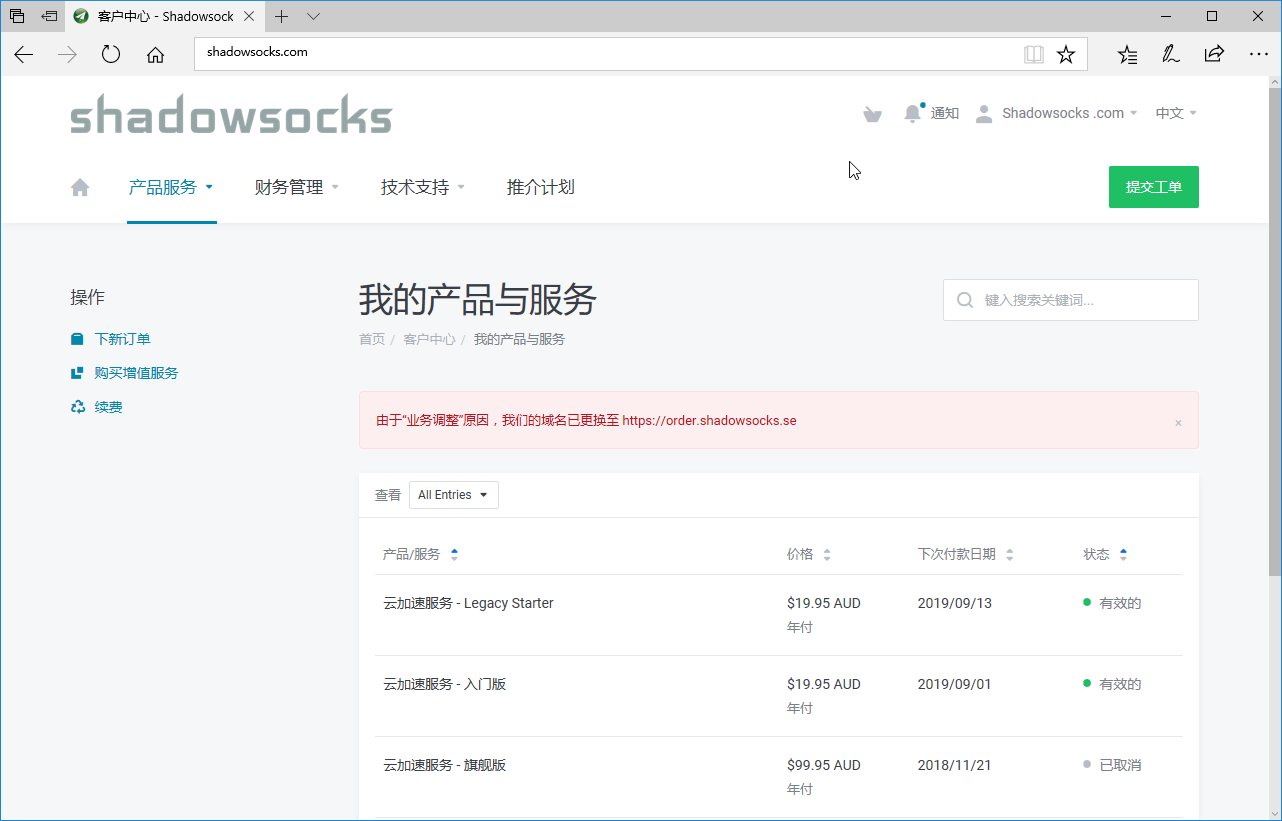 客户中心 - Shadowsock
shadowsocks.com
shadowsocks
通知
Shadowsocks .com
中文
产品服务
财务管理
技术支持
推介计划
提交工单
操作
下新订单
购买增值服务
续费
我的产品与服务
键入搜索关键词...
首页 / 客户中心 / 我的产品与服务
由于“业务调整”原因，我们的域名已更换至 https://order.shadowsocks.se
×
查看 All Entries
产品/服务 价格 下次付款日期 状态
云加速服务 - Legacy Starter $19.95 AUD 2019/09/13 有效的
年付
云加速服务 - 入门版 $19.95 AUD 2019/09/01 有效的
年付
云加速服务 - 旗舰版 $99.95 AUD 2018/11/21 已取消
年付